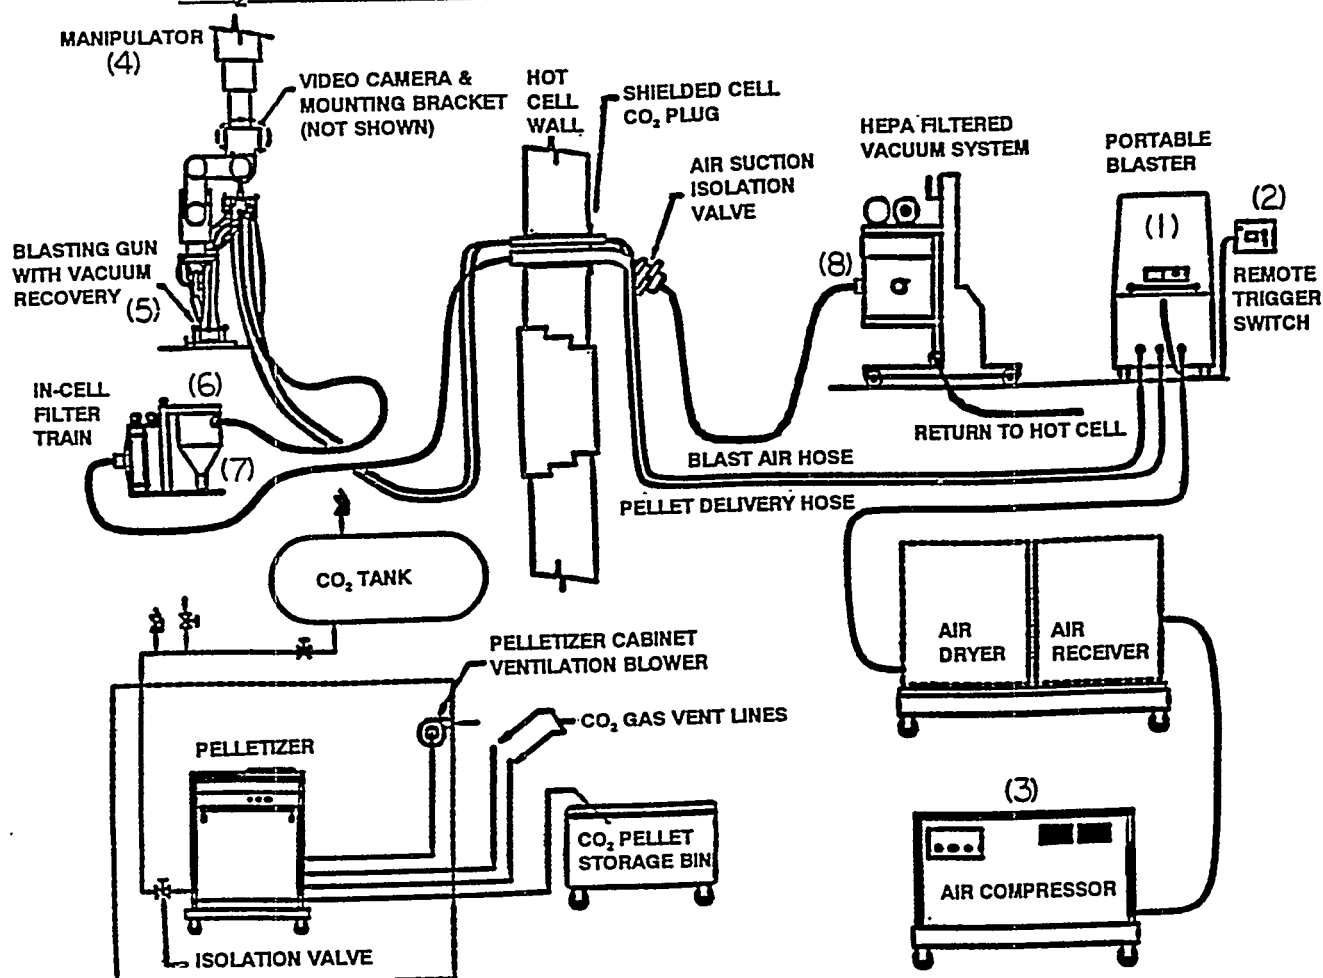 MANIPULATOR
(4)
VIDEO CAMERA &
MOUNTING BRACKET
(NOT SHOWN)
HOT
CELL
WALL
SHIELDED CELL
CO₂ PLUG
AIR SUCTION
ISOLATION
VALVE
HEPA FILTERED
VACUUM SYSTEM
PORTABLE
BLASTER
(1)
(2)
REMOTE
TRIGGER
SWITCH
(8)
BLASTING GUN
WITH VACUUM
RECOVERY
(5)
IN-CELL
FILTER
TRAIN
(6)
(7)
RETURN TO HOT CELL
BLAST AIR HOSE
PELLET DELIVERY HOSE
CO₂ TANK
AIR
DRYER
AIR
RECEIVER
PELLETIZER CABINET
VENTILATION BLOWER
CO₂ GAS VENT LINES
PELLETIZER
CO₂ PELLET
STORAGE BIN
(3)
AIR COMPRESSOR
ISOLATION VALVE